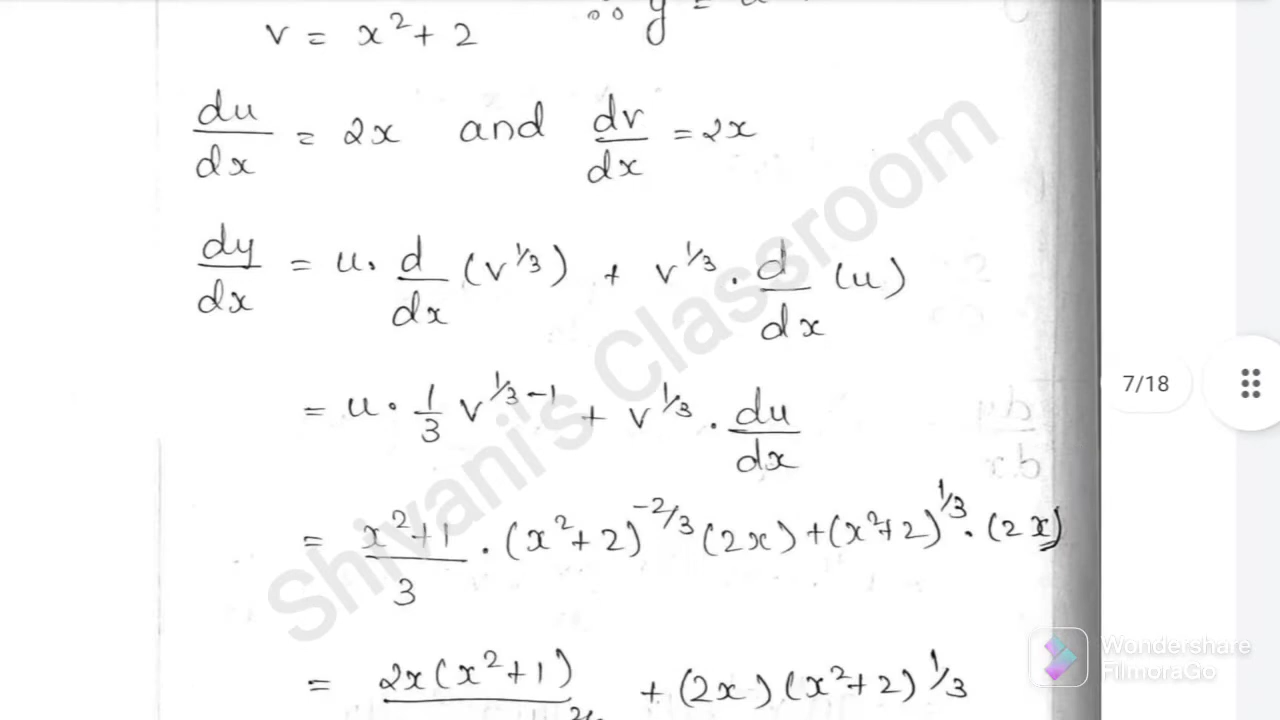 v = x² + 2 ∴ y =
du/dx = 2x and dv/dx = 2x
dy/dx = u. d/dx (v^1/3) + v^1/3 . d/dx (u)
= u . 1/3 v^1/3-1 + v^1/3 . du/dx
= x²+1/3 . (x²+2)^-2/3 (2x) + (x²+2)^1/3 . (2x)
= 2x(x²+1) + (2x)(x²+2)^1/3
Shivani's Classroom
7/18
Wondershare
FilmoraGo